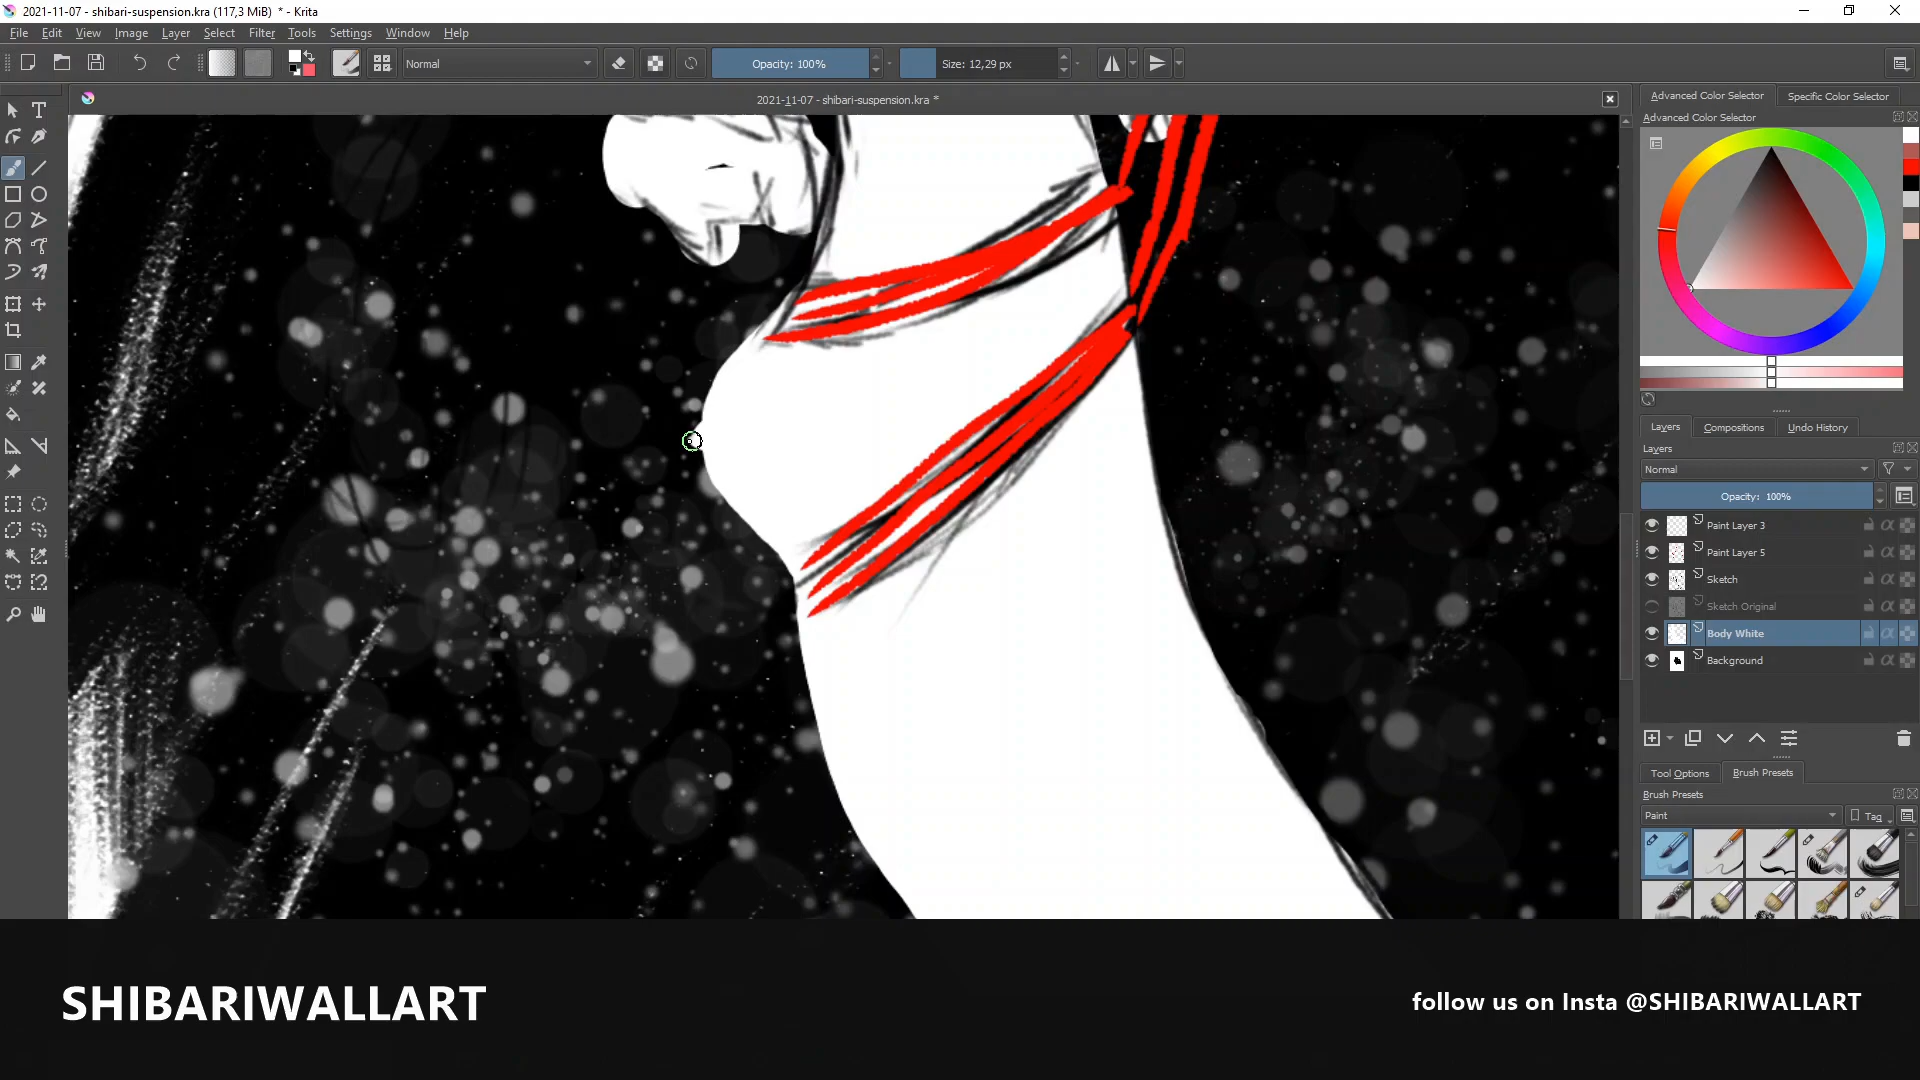 2021-11-07 - shibari-suspension.kra (117,3 MiB) * - Krita
File Edit View Image Layer Select Filter Tools Settings Window Help
Normal Opacity: 100% Size: 12,29 px
2021-11-07 - shibari-suspension.kra *
Advanced Color Selector Specific Color Selector
Advanced Color Selector
Layers Compositions Undo History
Layers
Normal
Opacity: 100%
Paint Layer 3
Paint Layer 5
Sketch
Sketch Original
Body White
Background
Tool Options Brush Presets
Brush Presets
Paint Tag
SHIBARIWALLART
follow us on Insta @SHIBARIWALLART